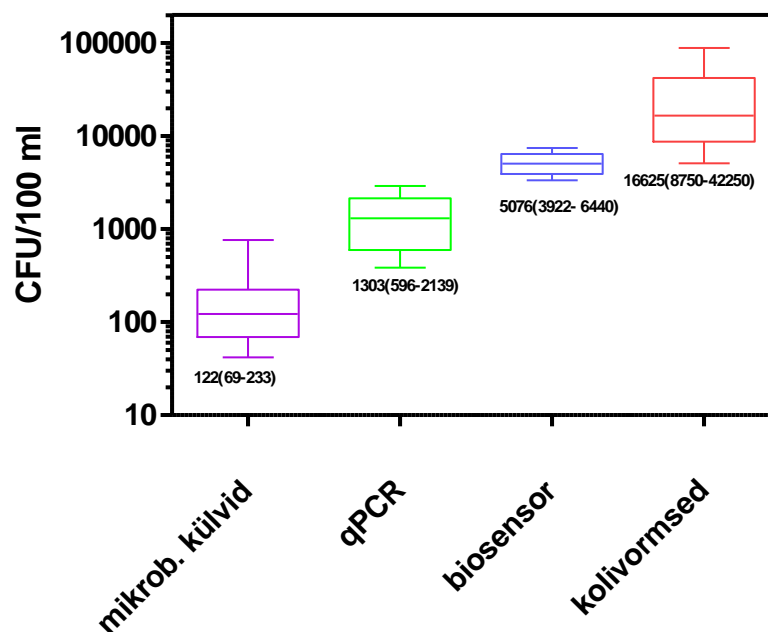 CFU/100 ml
100000
10000
1000
100
10
122(69-233)
1303(596-2139)
5076(3922- 6440)
16625(8750-42250)
mikrob. külvid
qPCR
biosensor
kolivormsed